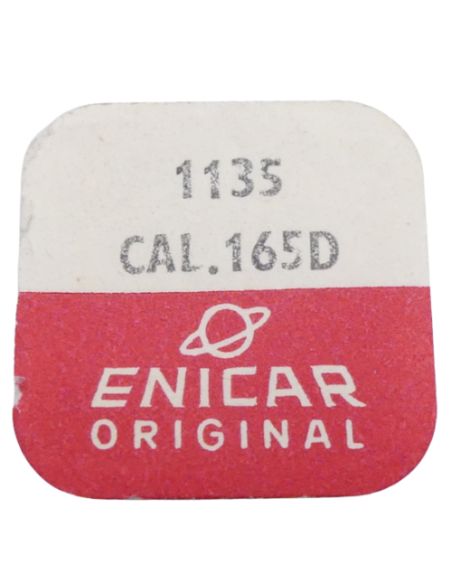 1135
CAL.165D
ENICAR
ORIGINAL